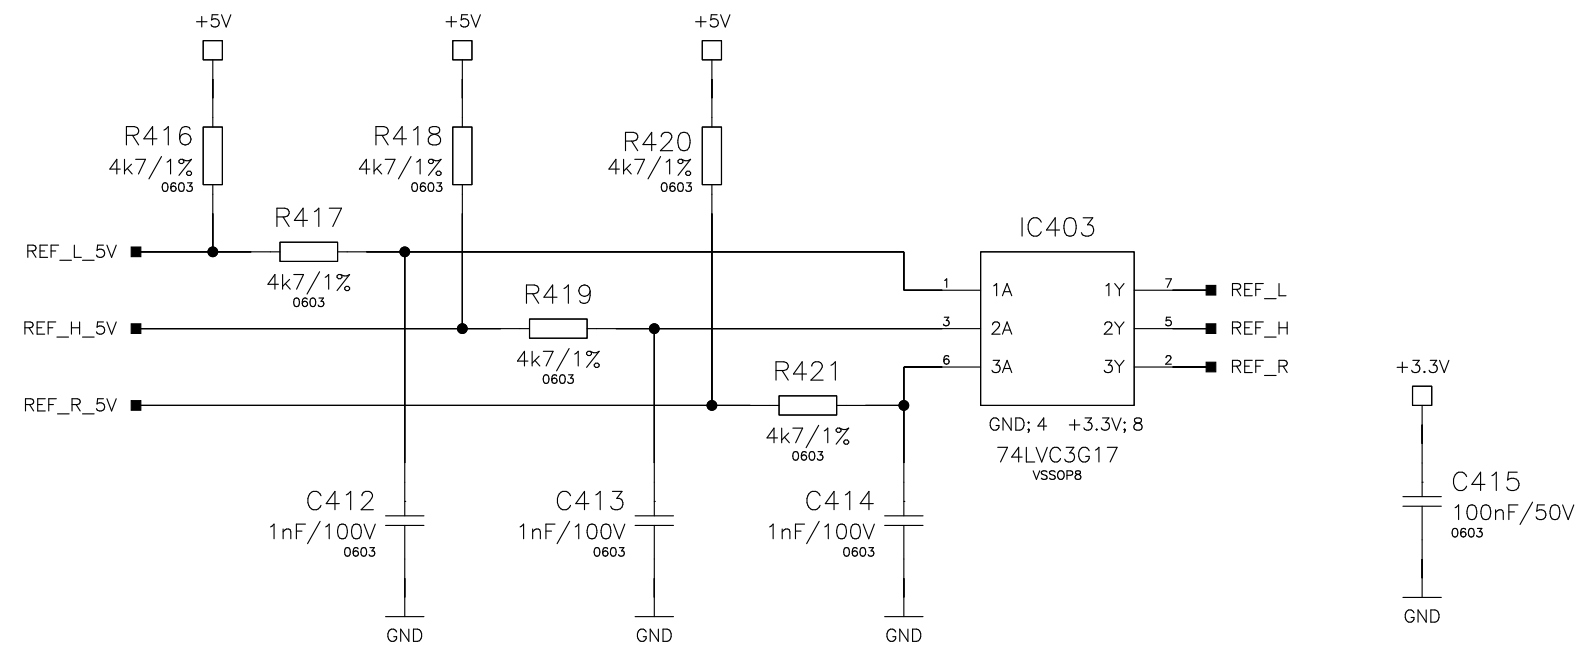 +5V
+5V
+5V
R416
4k7/1%
0603
R418
4k7/1%
0603
R420
4k7/1%
0603
R417
4k7/1%
0603
REF_L_5V
R419
4k7/1%
0603
REF_H_5V
R421
4k7/1%
0603
REF_R_5V
IC403
1 1A 1Y 7 REF_L
3 2A 2Y 5 REF_H
6 3A 3Y 2 REF_R
GND; 4 +3.3V; 8
74LVC3G17
VSSOP8
C412
1nF/100V
0603
GND
C413
1nF/100V
0603
GND
C414
1nF/100V
0603
GND
+3.3V
C415
100nF/50V
0603
GND